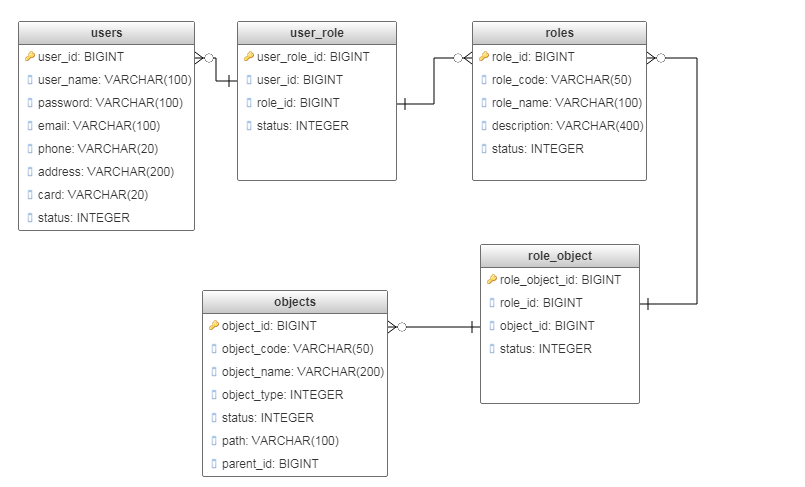 users
user_id: BIGINT
user_name: VARCHAR(100)
password: VARCHAR(100)
email: VARCHAR(100)
phone: VARCHAR(20)
address: VARCHAR(200)
card: VARCHAR(20)
status: INTEGER
user_role
user_role_id: BIGINT
user_id: BIGINT
role_id: BIGINT
status: INTEGER
roles
role_id: BIGINT
role_code: VARCHAR(50)
role_name: VARCHAR(100)
description: VARCHAR(400)
status: INTEGER
objects
object_id: BIGINT
object_code: VARCHAR(50)
object_name: VARCHAR(200)
object_type: INTEGER
status: INTEGER
path: VARCHAR(100)
parent_id: BIGINT
role_object
role_object_id: BIGINT
role_id: BIGINT
object_id: BIGINT
status: INTEGER